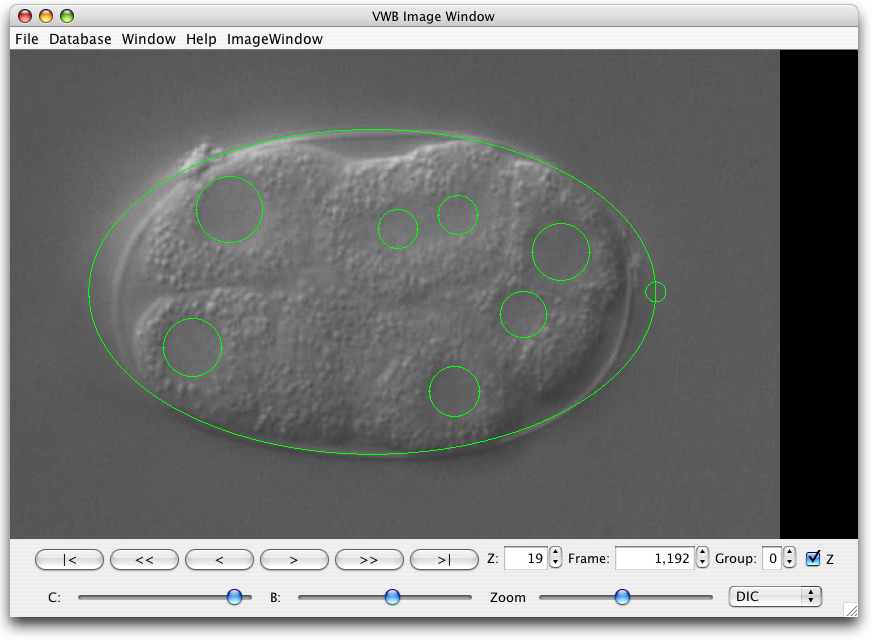 VWB Image Window
File Database Window Help ImageWindow
|< << < > >> >| Z: 19 Frame: 1,192 Group: 0 Z
C: B: Zoom DIC